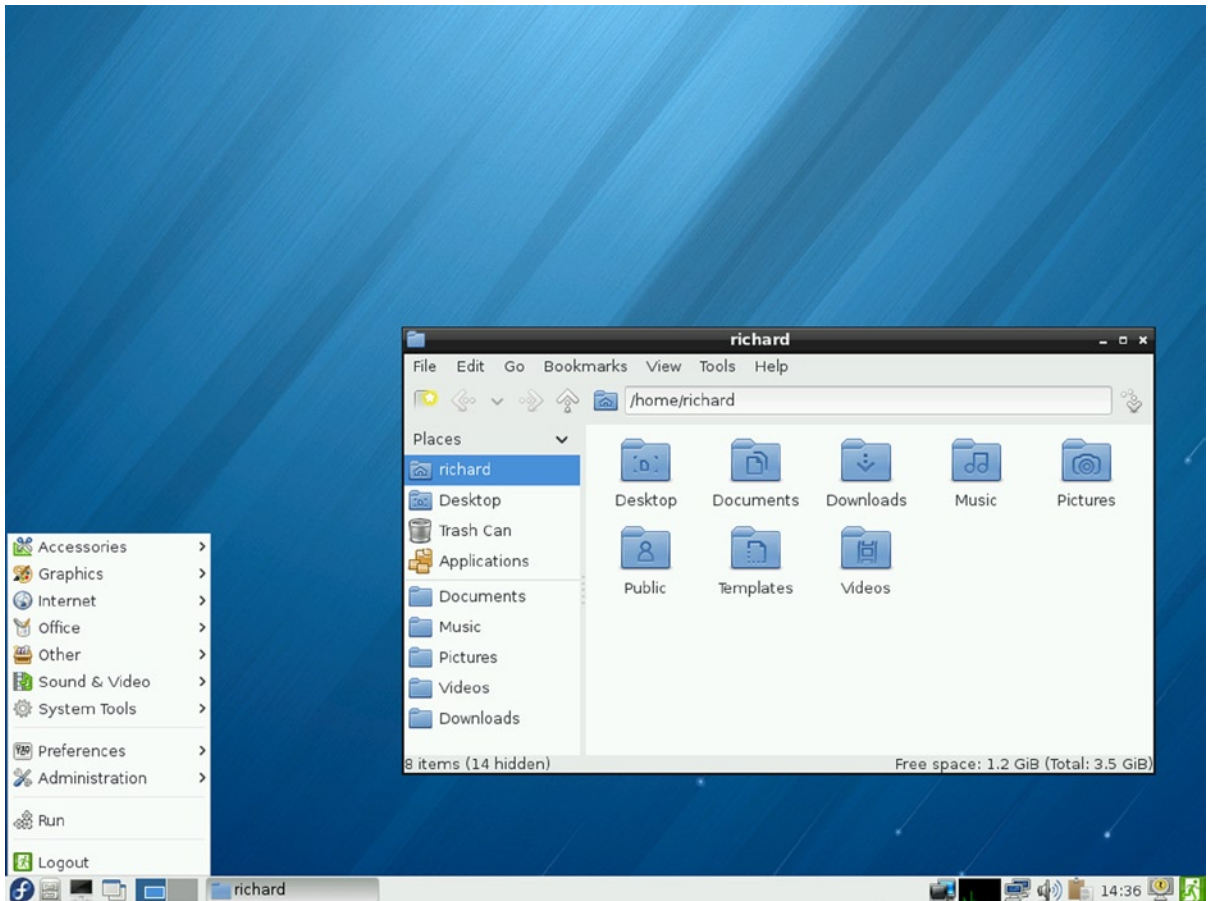 richard
File Edit Go Bookmarks View Tools Help
/home/richard
Places
richard
Desktop
Trash Can
Applications
Documents
Music
Pictures
Videos
Downloads
Desktop Documents Downloads Music Pictures
Public Templates Videos
8 items (14 hidden) Free space: 1.2 GiB (Total: 3.5 GiB)
Accessories
Graphics
Internet
Office
Other
Sound & Video
System Tools
Preferences
Administration
Run
Logout
richard 14:36